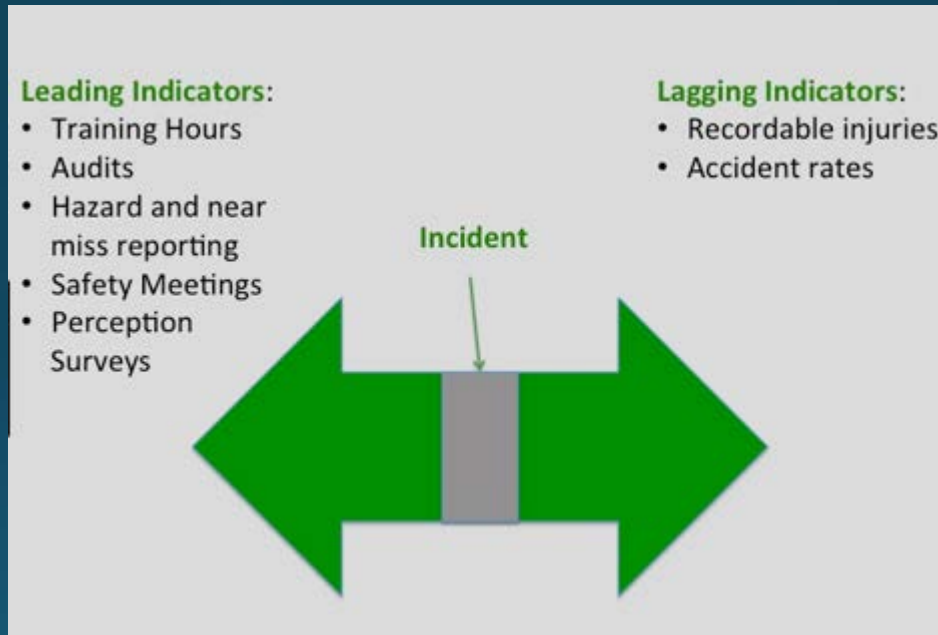 Leading Indicators:
• Training Hours
• Audits
• Hazard and near
miss reporting
• Safety Meetings
• Perception
Surveys
Lagging Indicators:
• Recordable injuries
• Accident rates
Incident